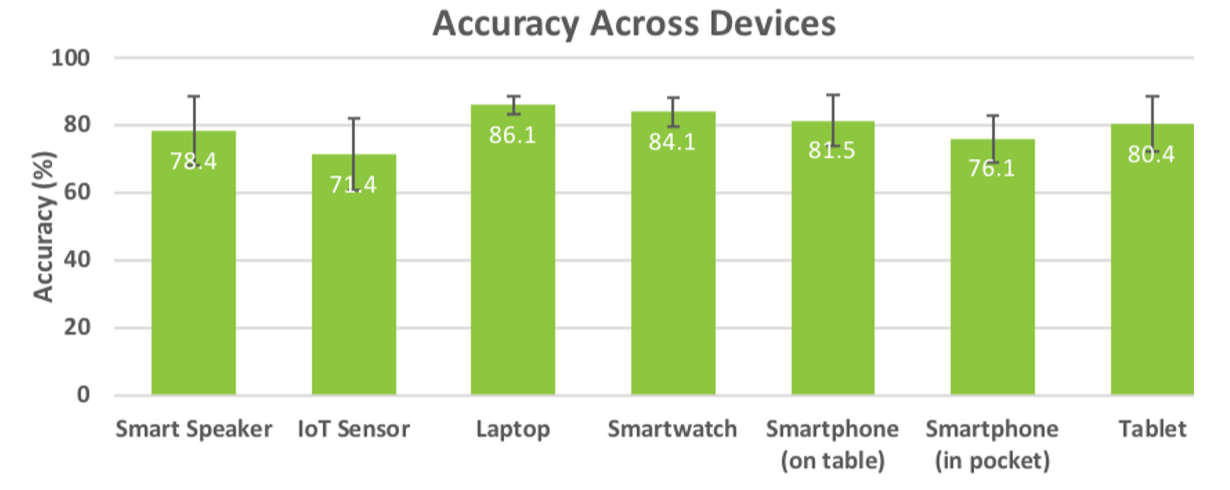 Accuracy Across Devices
Accuracy (%)
100
80
60
40
20
0
78.4
71.4
86.1
84.1
81.5
76.1
80.4
Smart Speaker
IoT Sensor
Laptop
Smartwatch
Smartphone
(on table)
Smartphone
(in pocket)
Tablet